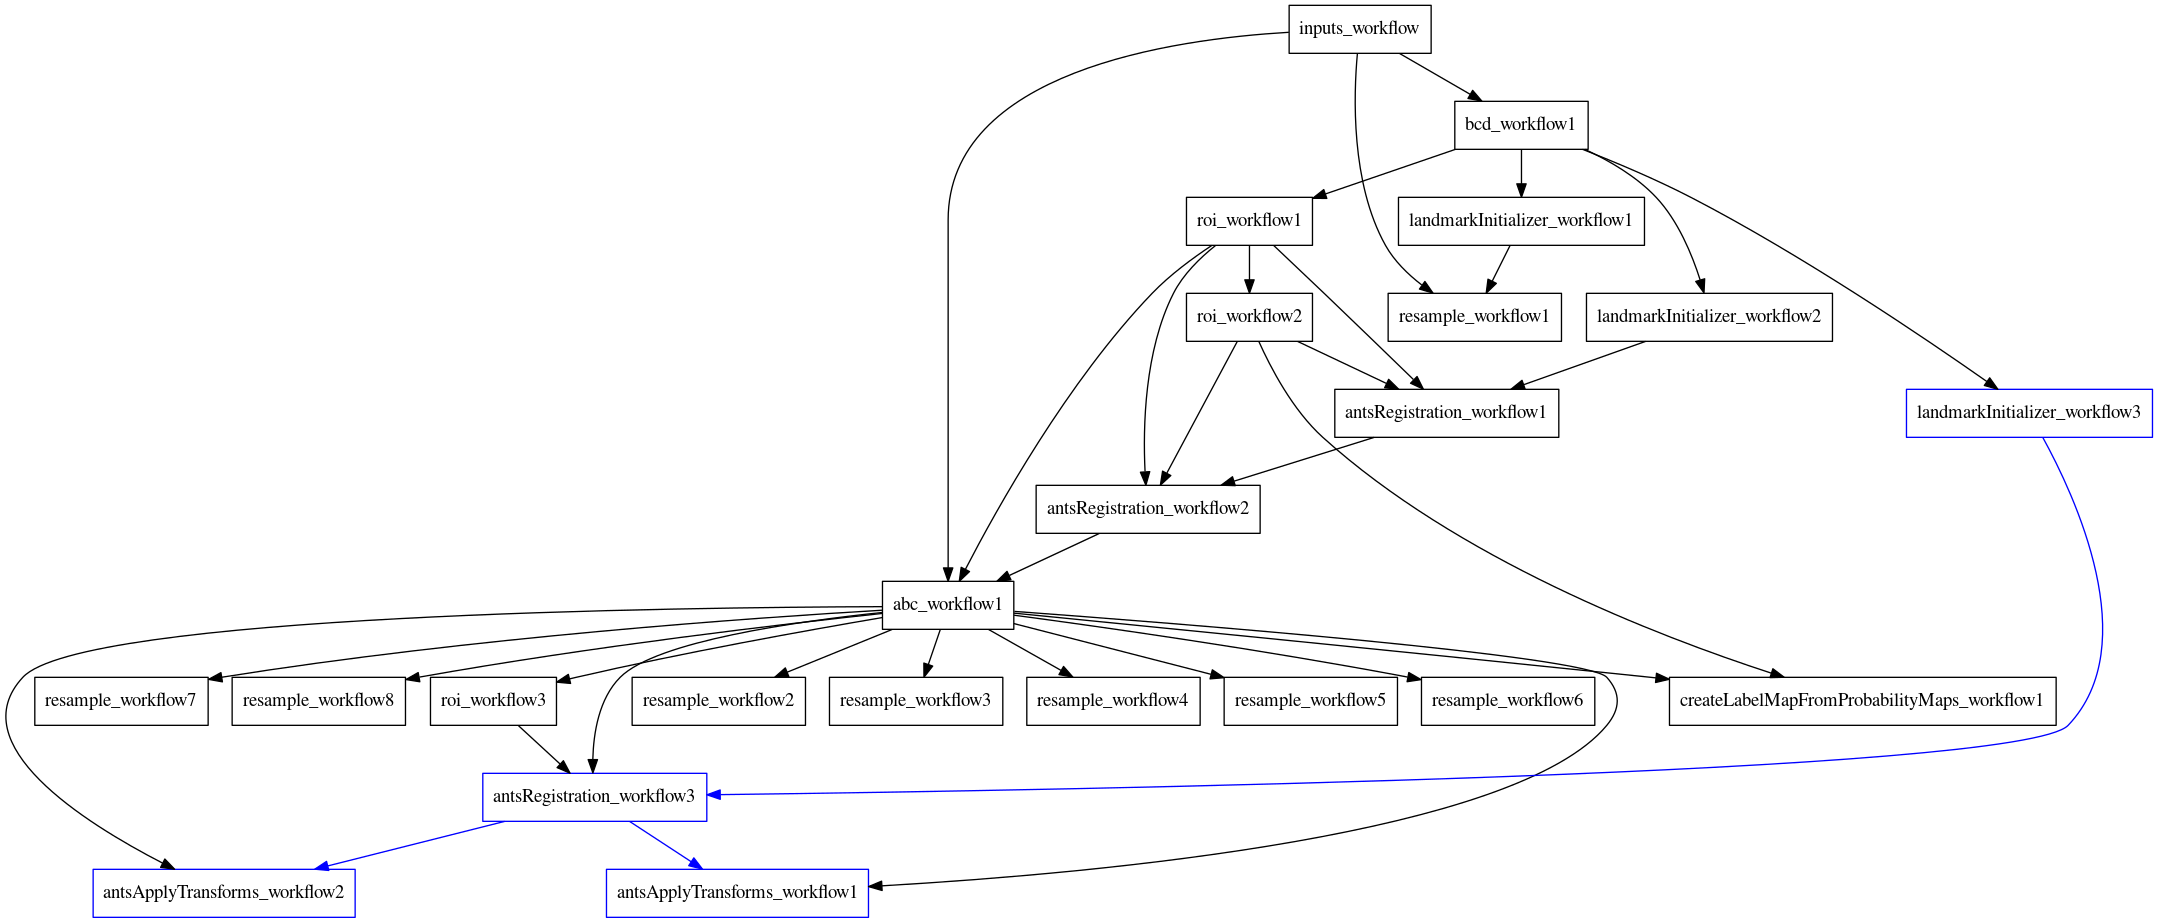 inputs_workflow
bcd_workflow1
roi_workflow1
landmarkInitializer_workflow1
roi_workflow2
resample_workflow1
landmarkInitializer_workflow2
antsRegistration_workflow1
landmarkInitializer_workflow3
antsRegistration_workflow2
abc_workflow1
resample_workflow7
resample_workflow8
roi_workflow3
resample_workflow2
resample_workflow3
resample_workflow4
resample_workflow5
resample_workflow6
createLabelMapFromProbabilityMaps_workflow1
antsRegistration_workflow3
antsApplyTransforms_workflow2
antsApplyTransforms_workflow1